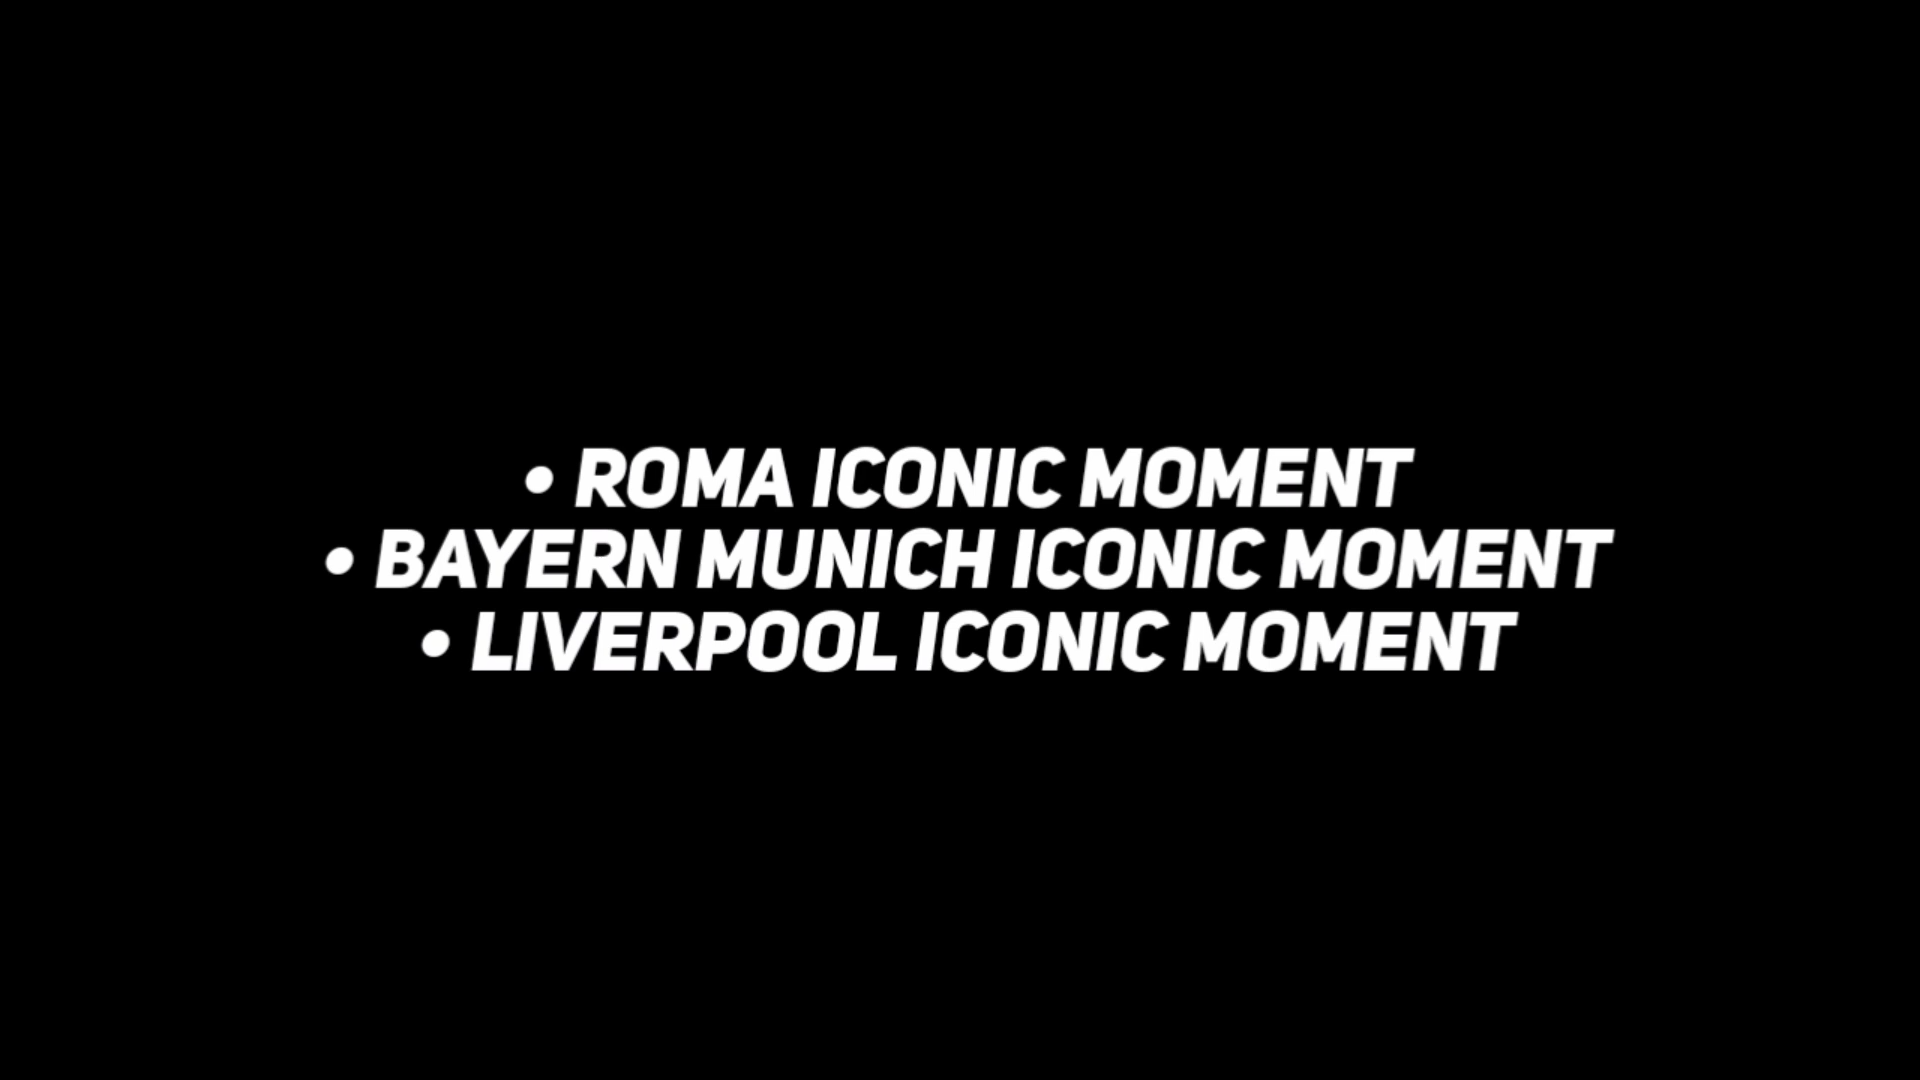 • ROMA ICONIC MOMENT
• BAYERN MUNICH ICONIC MOMENT
• LIVERPOOL ICONIC MOMENT